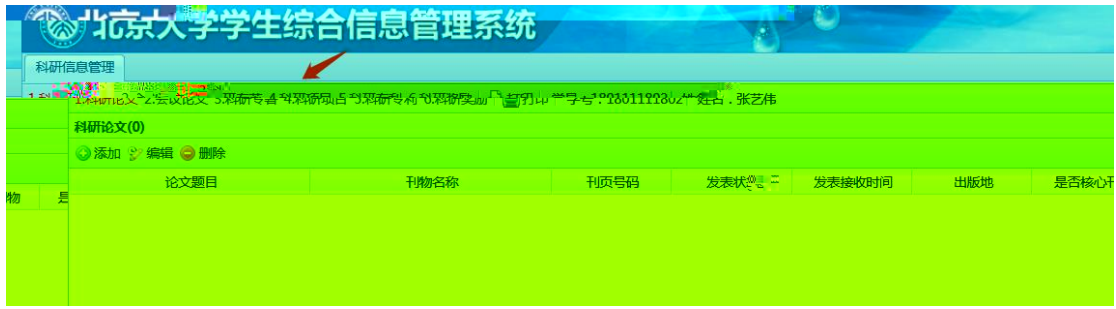 北京大学学生综合信息管理系统
科研信息管理
1.科研论文 2.会议论文 3.科研专著 4.科研项目 5.科研专利 6.科研奖励 打印 学号：1801111802 姓名：张艺伟
科研论文(0)
添加 编辑 删除
论文题目 刊物名称 刊页号码 发表状 发表接收时间 出版地 是否核心刊
物 是